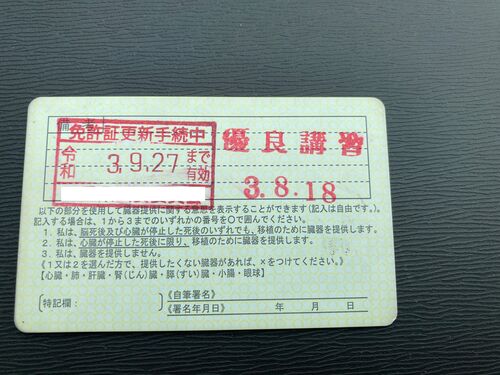 備考
免許証更新手続中
令和 3.9.27 まで有効
優良講習
3.8.18
以下の部分を使用して臓器提供に関する意思を表示することができます(記入は自由です。)
記入する場合は、1から3までのいずれかの番号を○で囲んでください。
1. 私は、脳死後及び心臓が停止した死後のいずれでも、移植のために臓器を提供します。
2. 私は、心臓が停止した死後に限り、移植のために臓器を提供します。
3. 私は、臓器を提供しません。
《1又は2を選んだ方で、提供したくない臓器があれば、×をつけてください。》
【心臓・肺・肝臓・腎(じん)臓・膵(すい)臓・小腸・眼球】
〔特記欄: 〕
《自筆署名》
《署名年月日》 年 月 日